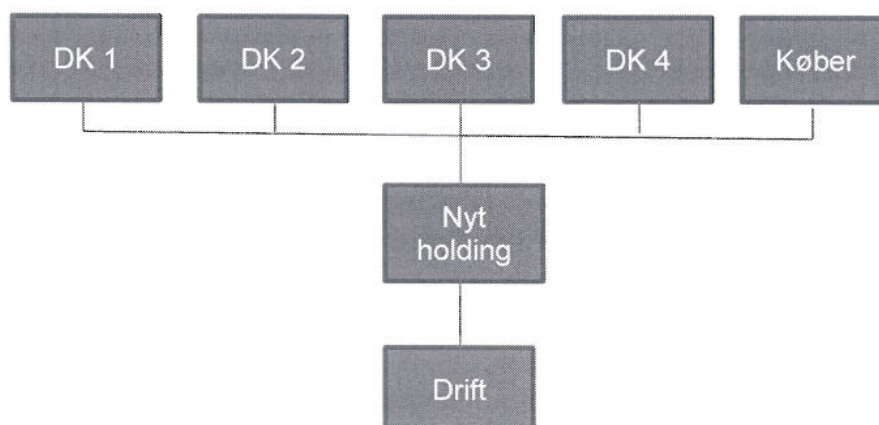 DK 1
DK 2
DK 3
DK 4
Køber
Nyt
holding
Drift